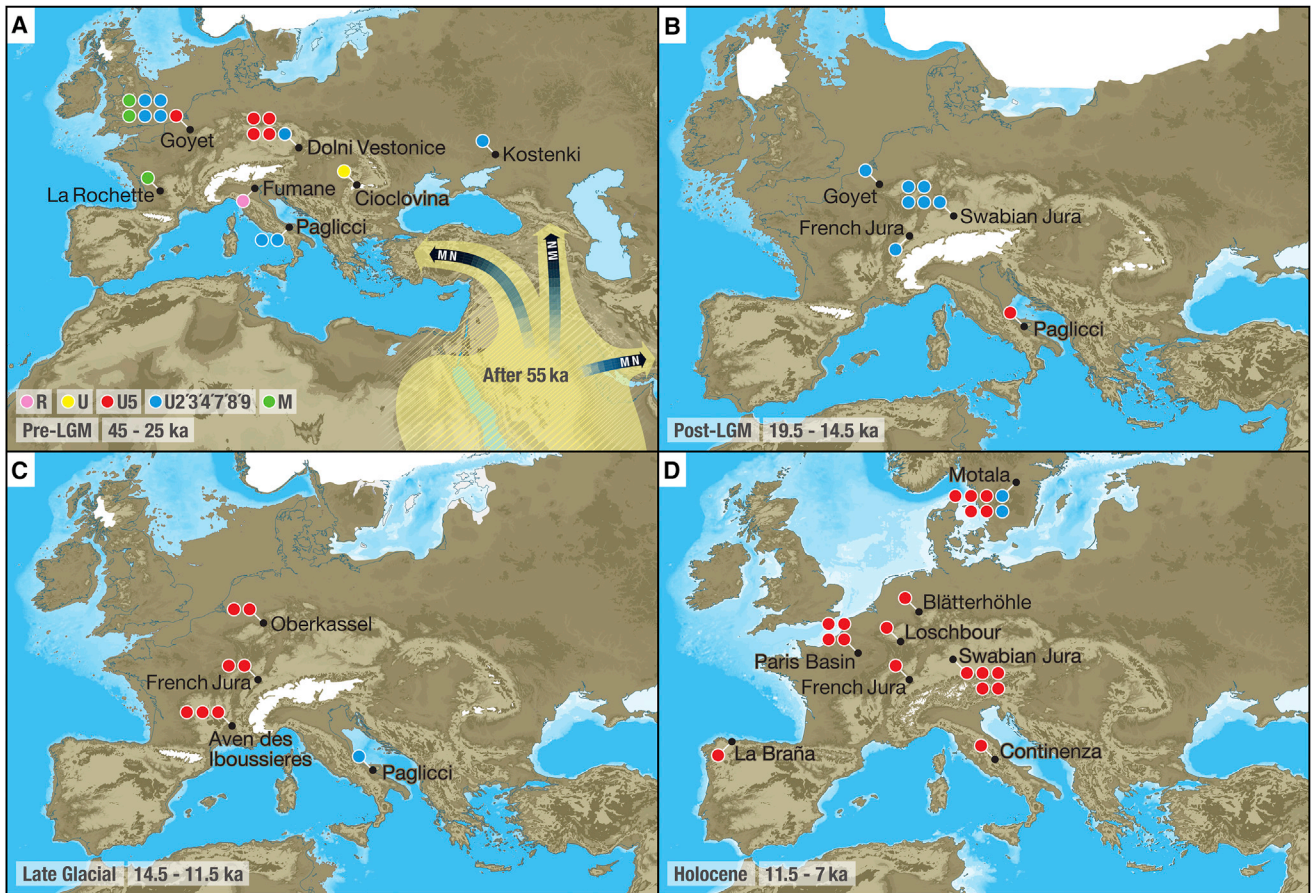 A
Goyet
Dolni Vestonice
Kostenki
La Rochette
Fumane
Cioclovina
Paglicci
M N
M N
M N
After 55 ka
R U U5 U2'3'4'7'8'9 M
Pre-LGM 45 - 25 ka
B
Goyet
Swabian Jura
French Jura
Paglicci
Post-LGM 19.5 - 14.5 ka
C
Oberkassel
French Jura
Aven des
Iboussieres
Paglicci
Late Glacial 14.5 - 11.5 ka
D
Motala
Blätterhöhle
Loschbour
Paris Basin
Swabian Jura
French Jura
La Braña
Continenza
Holocene 11.5 - 7 ka